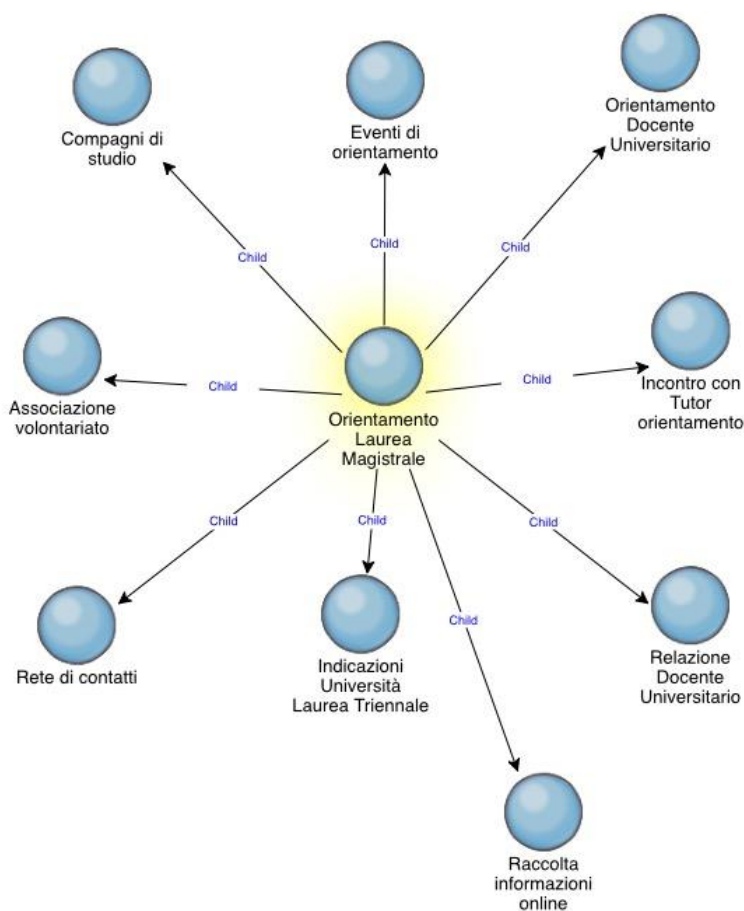 Compagni di
studio
Eventi di
orientamento
Orientamento
Docente
Universitario
Child
Child
Child
Associazione
volontariato
Child
Orientamento
Laurea
Magistrale
Child
Incontro con
Tutor
orientamento
Child
Child
Child
Child
Rete di contatti
Indicazioni
Università
Laurea Triennale
Relazione
Docente
Universitario
Raccolta
informazioni
online